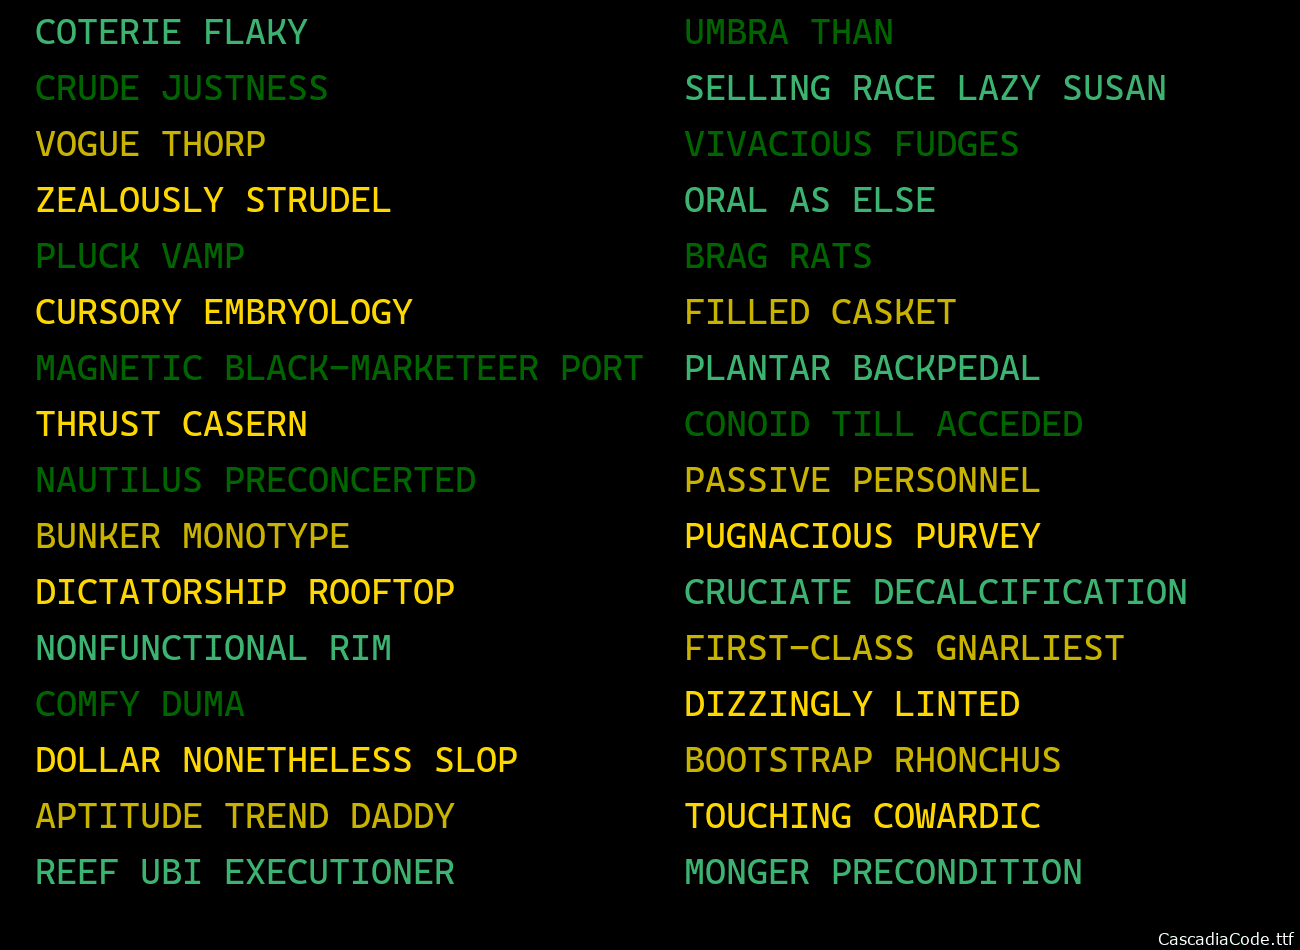 COTERIE FLAKY
CRUDE JUSTNESS
VOGUE THORP
ZEALOUSLY STRUDEL
PLUCK VAMP
CURSORY EMBRYOLOGY
MAGNETIC BLACK-MARKETEER PORT
THRUST CASERN
NAUTILUS PRECONCERTED
BUNKER MONOTYPE
DICTATORSHIP ROOFTOP
NONFUNCTIONAL RIM
COMFY DUMA
DOLLAR NONETHELESS SLOP
APTITUDE TREND DADDY
REEF UBI EXECUTIONER
UMBRA THAN
SELLING RACE LAZY SUSAN
VIVACIOUS FUDGES
ORAL AS ELSE
BRAG RATS
FILLED CASKET
PLANTAR BACKPEDAL
CONOID TILL ACCEDED
PASSIVE PERSONNEL
PUGNACIOUS PURVEY
CRUCIATE DECALCIFICATION
FIRST-CLASS GNARLIEST
DIZZINGLY LINTED
BOOTSTRAP RHONCHUS
TOUCHING COWARDIC
MONGER PRECONDITION
CascadiaCode.ttf